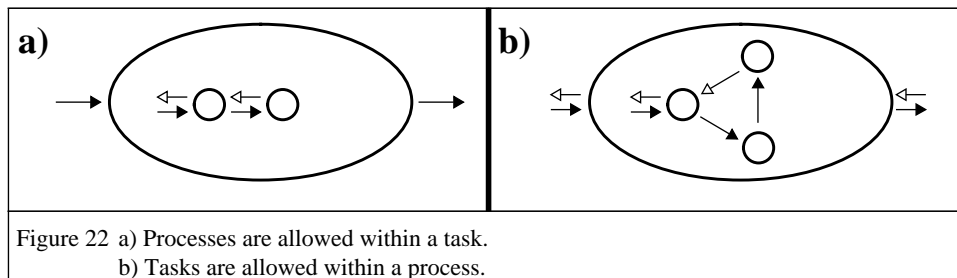 a)
b)
Figure 22 a) Processes are allowed within a task.
b) Tasks are allowed within a process.